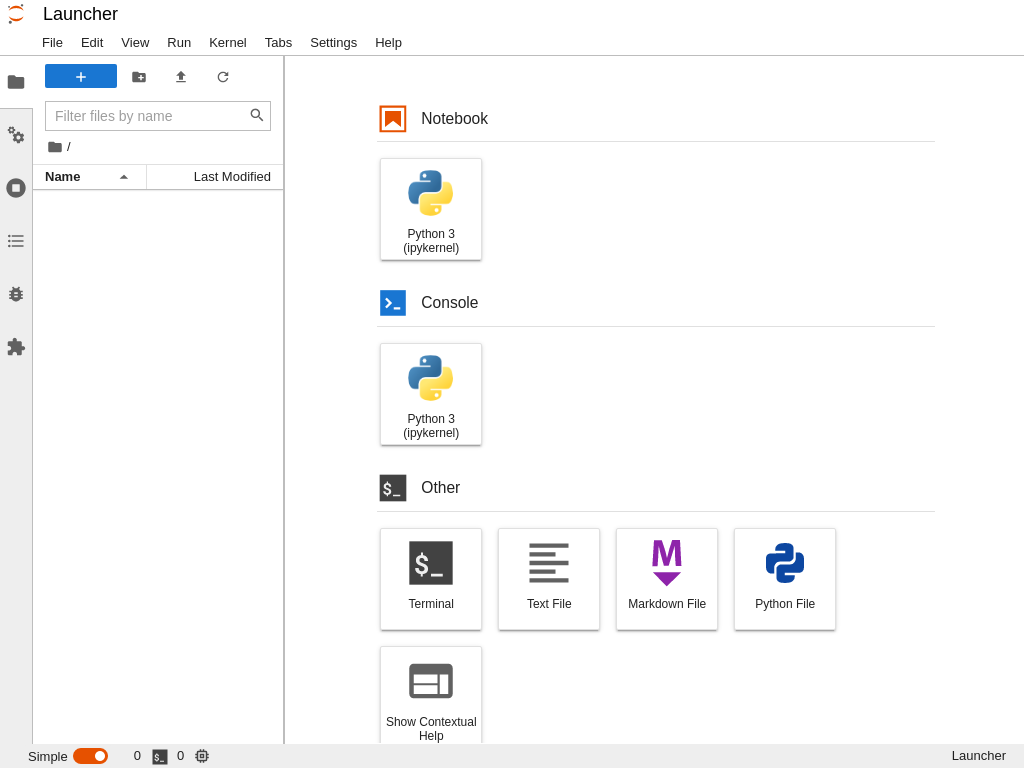 Launcher
File Edit View Run Kernel Tabs Settings Help
Filter files by name
/
Name Last Modified
Notebook
Python 3
(ipykernel)
Console
Python 3
(ipykernel)
$_ Other
$_
Terminal Text File Markdown File Python File
Show Contextual
Help
Simple 0 $_ 0 Launcher